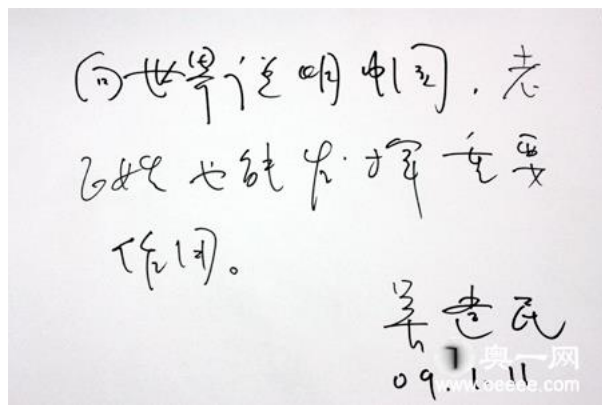 向世界说明中国，老
百姓也能发挥重要
作用。
吴建民
09.1.11
奥一网
www.oeeee.com